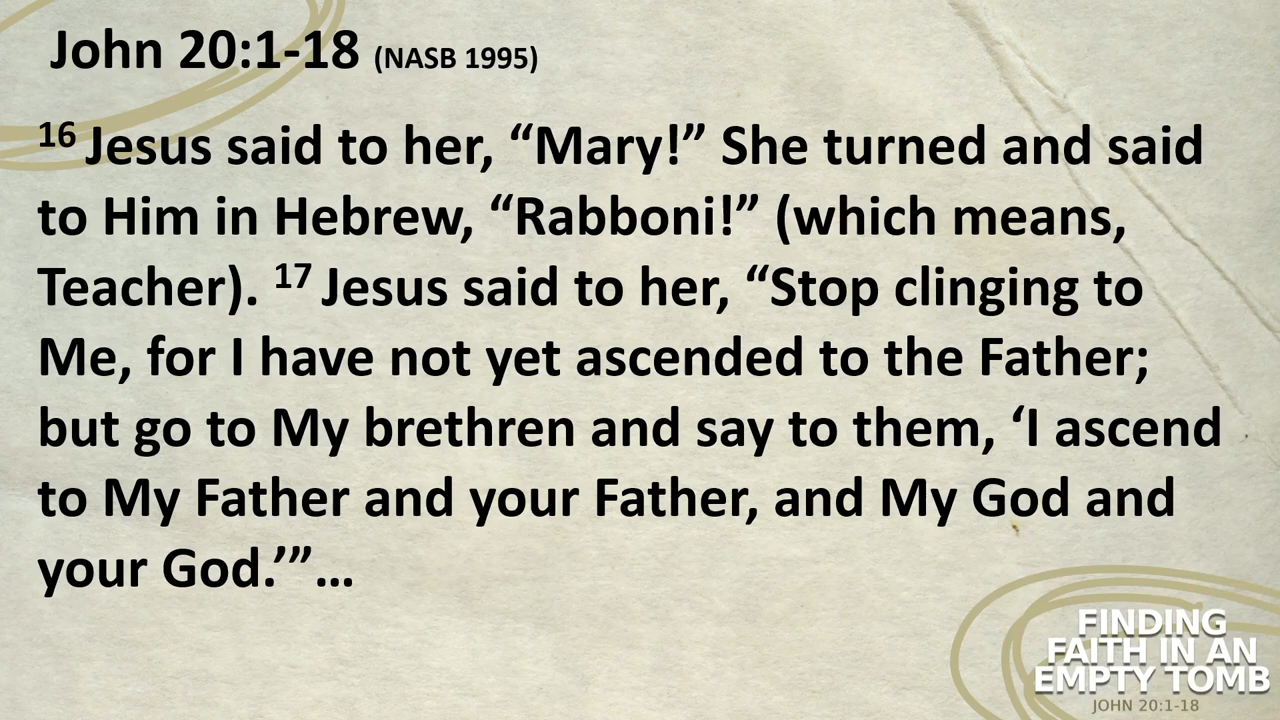 John 20:1-18 (NASB 1995)
16 Jesus said to her, “Mary!” She turned and said
to Him in Hebrew, “Rabboni!” (which means,
Teacher). 17 Jesus said to her, “Stop clinging to
Me, for I have not yet ascended to the Father;
but go to My brethren and say to them, ‘I ascend
to My Father and your Father, and My God and
your God.’”…
FINDING
FAITH IN AN
EMPTY TOMB
JOHN 20:1-18